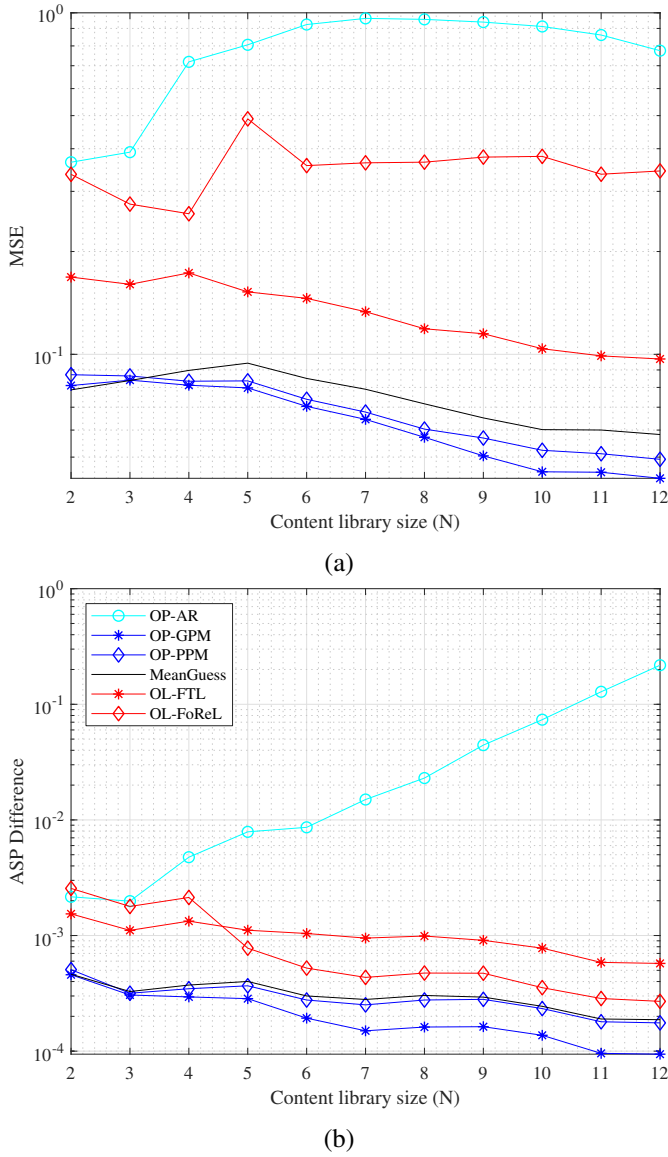 10^0
10^-1
MSE
2 3 4 5 6 7 8 9 10 11 12
Content library size (N)
(a)
10^0
10^-1
10^-2
10^-3
10^-4
ASP Difference
OP-AR
OP-GPM
OP-PPM
MeanGuess
OL-FTL
OL-FoReL
2 3 4 5 6 7 8 9 10 11 12
Content library size (N)
(b)